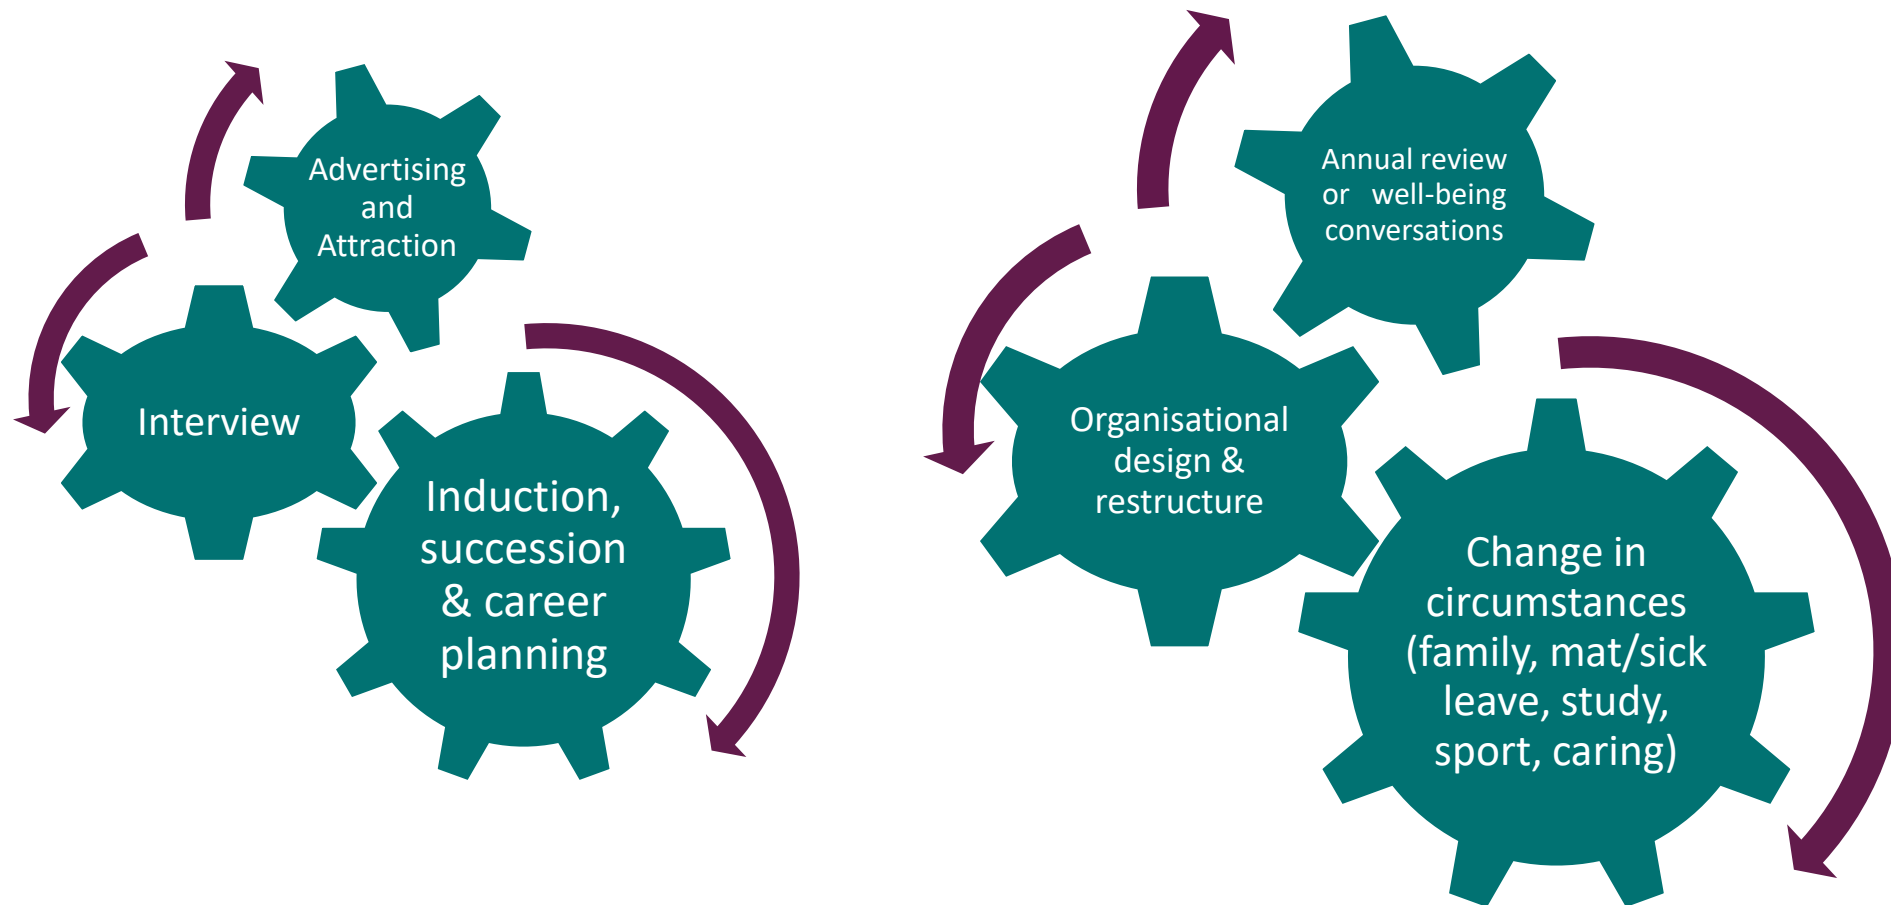 Advertising
and
Attraction
Interview
Induction,
succession
& career
planning
Annual review
or well-being
conversations
Organisational
design &
restructure
Change in
circumstances
(family, mat/sick
leave, study,
sport, caring)